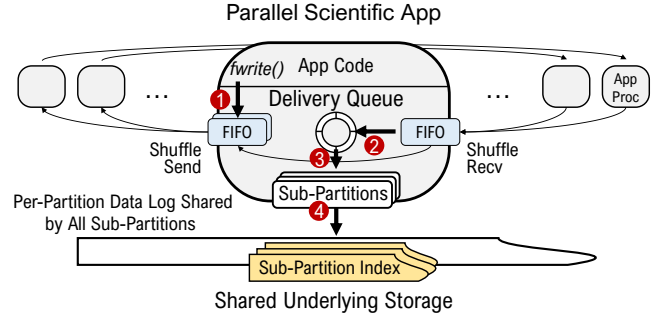 Parallel Scientific App
fwrite() App Code
App
Proc
...
...
1
Delivery Queue
FIFO
2
FIFO
Shuffle
Send
3
Shuffle
Recv
Sub-Partitions
Per-Partition Data Log Shared
by All Sub-Partitions
4
Sub-Partition Index
Shared Underlying Storage